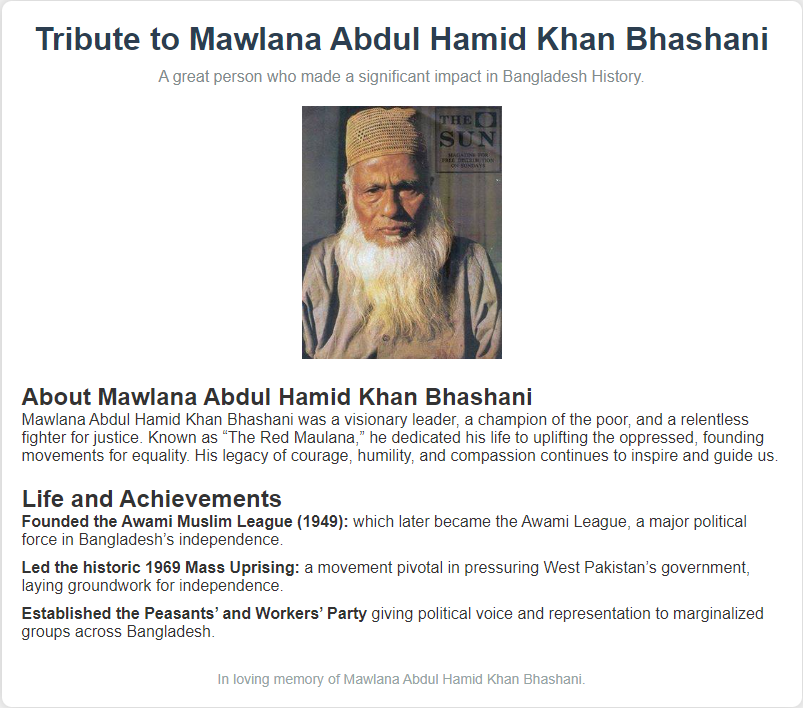 Tribute to Mawlana Abdul Hamid Khan Bhashani
A great person who made a significant impact in Bangladesh History.
THE
SUN
MAGAZINE FOR
FREE DISTRIBUTION
ON SUNDAYS
About Mawlana Abdul Hamid Khan Bhashani
Mawlana Abdul Hamid Khan Bhashani was a visionary leader, a champion of the poor, and a relentless
fighter for justice. Known as “The Red Maulana,” he dedicated his life to uplifting the oppressed, founding
movements for equality. His legacy of courage, humility, and compassion continues to inspire and guide us.
Life and Achievements
Founded the Awami Muslim League (1949): which later became the Awami League, a major political
force in Bangladesh’s independence.
Led the historic 1969 Mass Uprising: a movement pivotal in pressuring West Pakistan’s government,
laying groundwork for independence.
Established the Peasants’ and Workers’ Party giving political voice and representation to marginalized
groups across Bangladesh.
In loving memory of Mawlana Abdul Hamid Khan Bhashani.